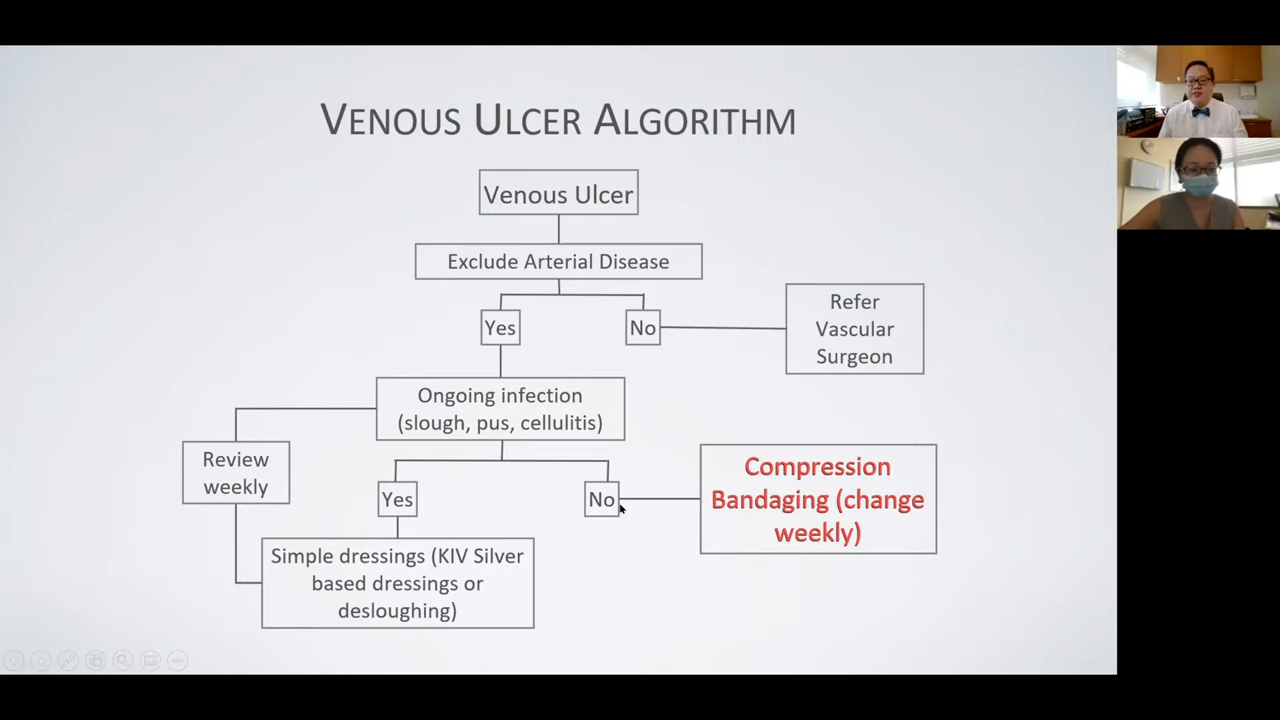 VENOUS ULCER ALGORITHM
Venous Ulcer
Exclude Arterial Disease
Yes
No
Refer
Vascular
Surgeon
Ongoing infection
(slough, pus, cellulitis)
Review
weekly
Yes
No
Compression
Bandaging (change
weekly)
Simple dressings (KIV Silver
based dressings or
desloughing)